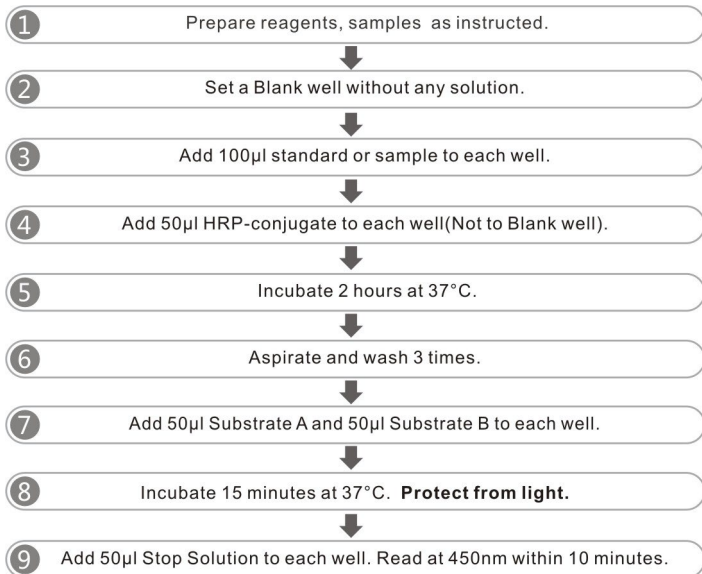 1 Prepare reagents, samples as instructed.
2 Set a Blank well without any solution.
3 Add 100μl standard or sample to each well.
4 Add 50μl HRP-conjugate to each well(Not to Blank well).
5 Incubate 2 hours at 37°C.
6 Aspirate and wash 3 times.
7 Add 50μl Substrate A and 50μl Substrate B to each well.
8 Incubate 15 minutes at 37°C. Protect from light.
9 Add 50μl Stop Solution to each well. Read at 450nm within 10 minutes.